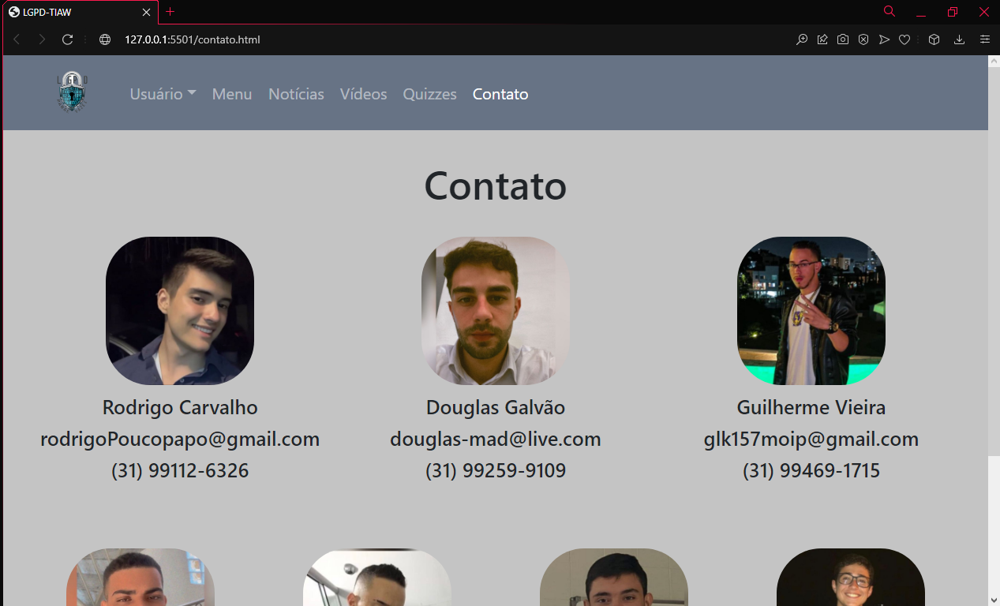 LGPD-TIAW
127.0.0.1:5501/contato.html
L G P D
Usuário Menu Notícias Vídeos Quizzes Contato
Contato
Rodrigo Carvalho Douglas Galvão Guilherme Vieira
rodrigoPoucopapo@gmail.com douglas-mad@live.com glk157moip@gmail.com
(31) 99112-6326 (31) 99259-9109 (31) 99469-1715